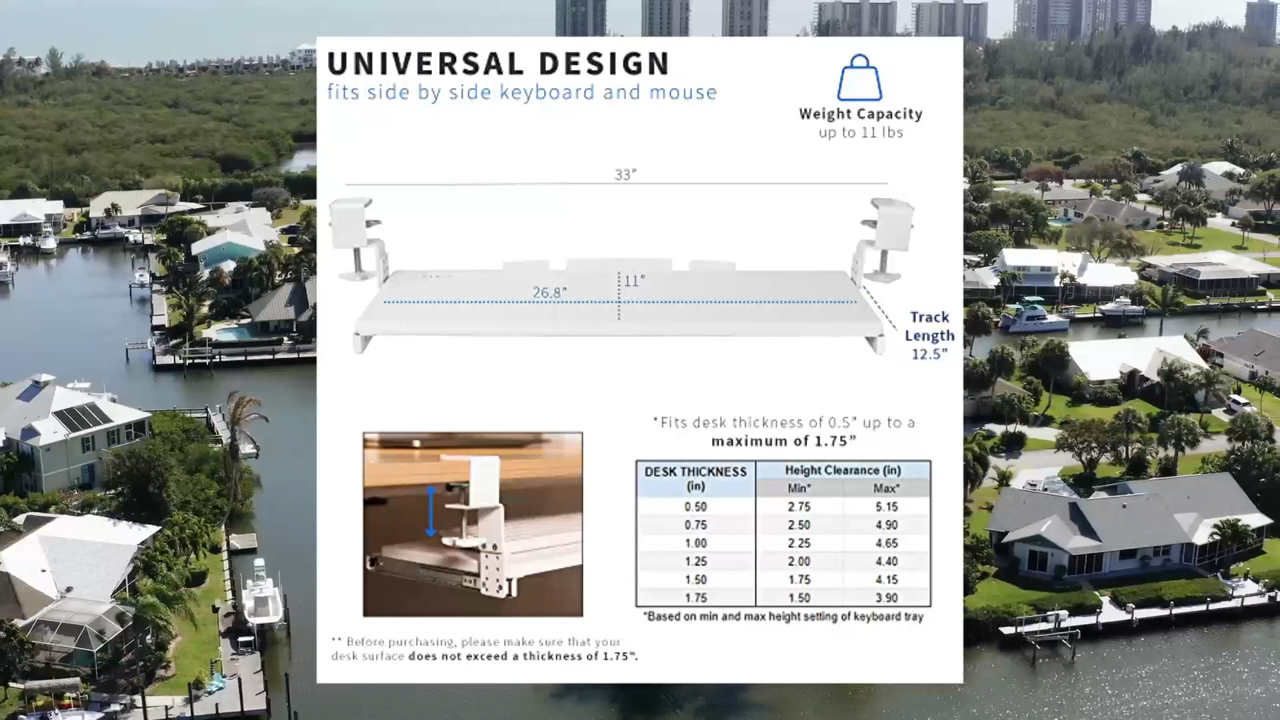 UNIVERSAL DESIGN
fits side by side keyboard and mouse
Weight Capacity
up to 11 lbs
33”
11”
26.8”
Track
Length
12.5”
*Fits desk thickness of 0.5” up to a
maximum of 1.75”
DESK THICKNESS (in) Height Clearance (in)
Min* Max*
0.50 2.75 5.15
0.75 2.50 4.90
1.00 2.25 4.65
1.25 2.00 4.40
1.50 1.75 4.15
1.75 1.50 3.90
*Based on min and max height setting of keyboard tray
** Before purchasing, please make sure that your
desk surface does not exceed a thickness of 1.75”.